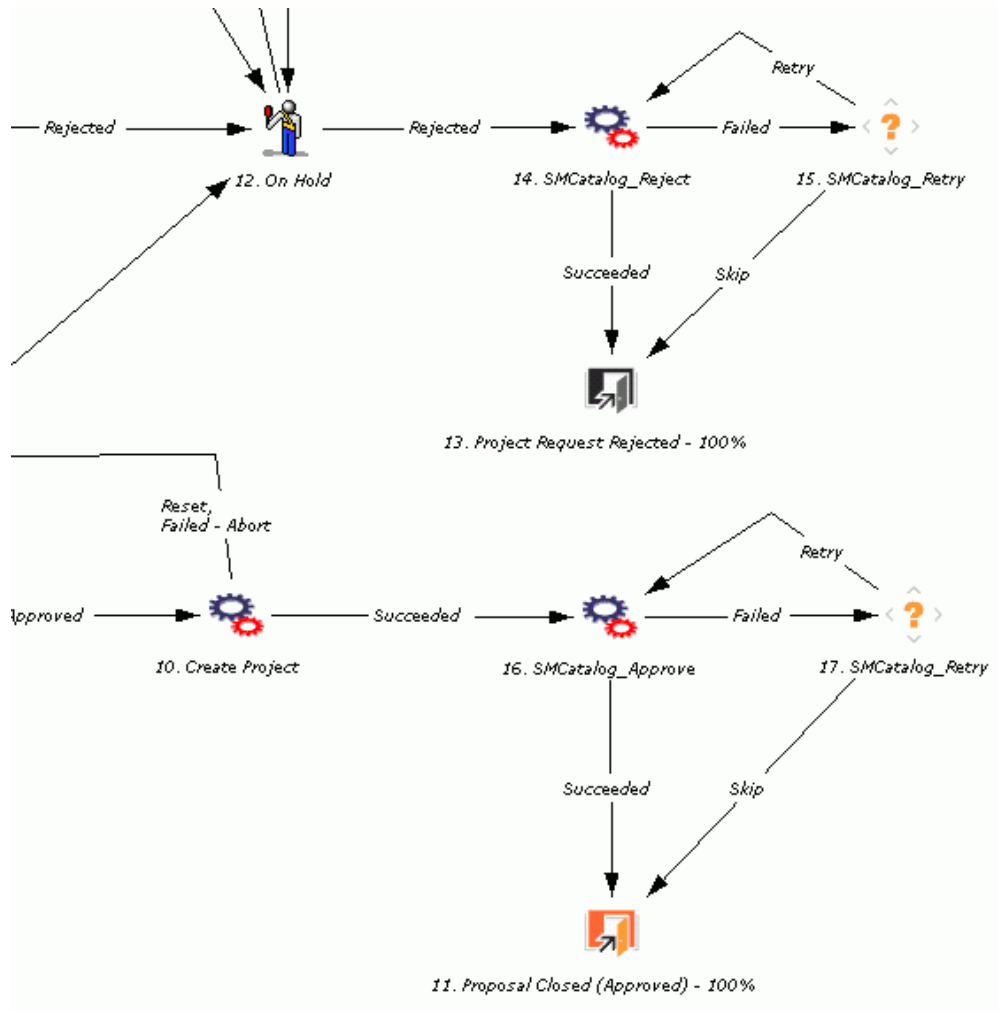 Retry
Rejected
Rejected
Failed
12. On Hold
14. SMCatalog_Reject
15. SMCatalog_Retry
Succeeded
Skip
13. Project Request Rejected - 100%
Reset,
Failed - Abort
Retry
Approved
Succeeded
Failed
10. Create Project
16. SMCatalog_Approve
17. SMCatalog_Retry
Succeeded
Skip
11. Proposal Closed (Approved) - 100%